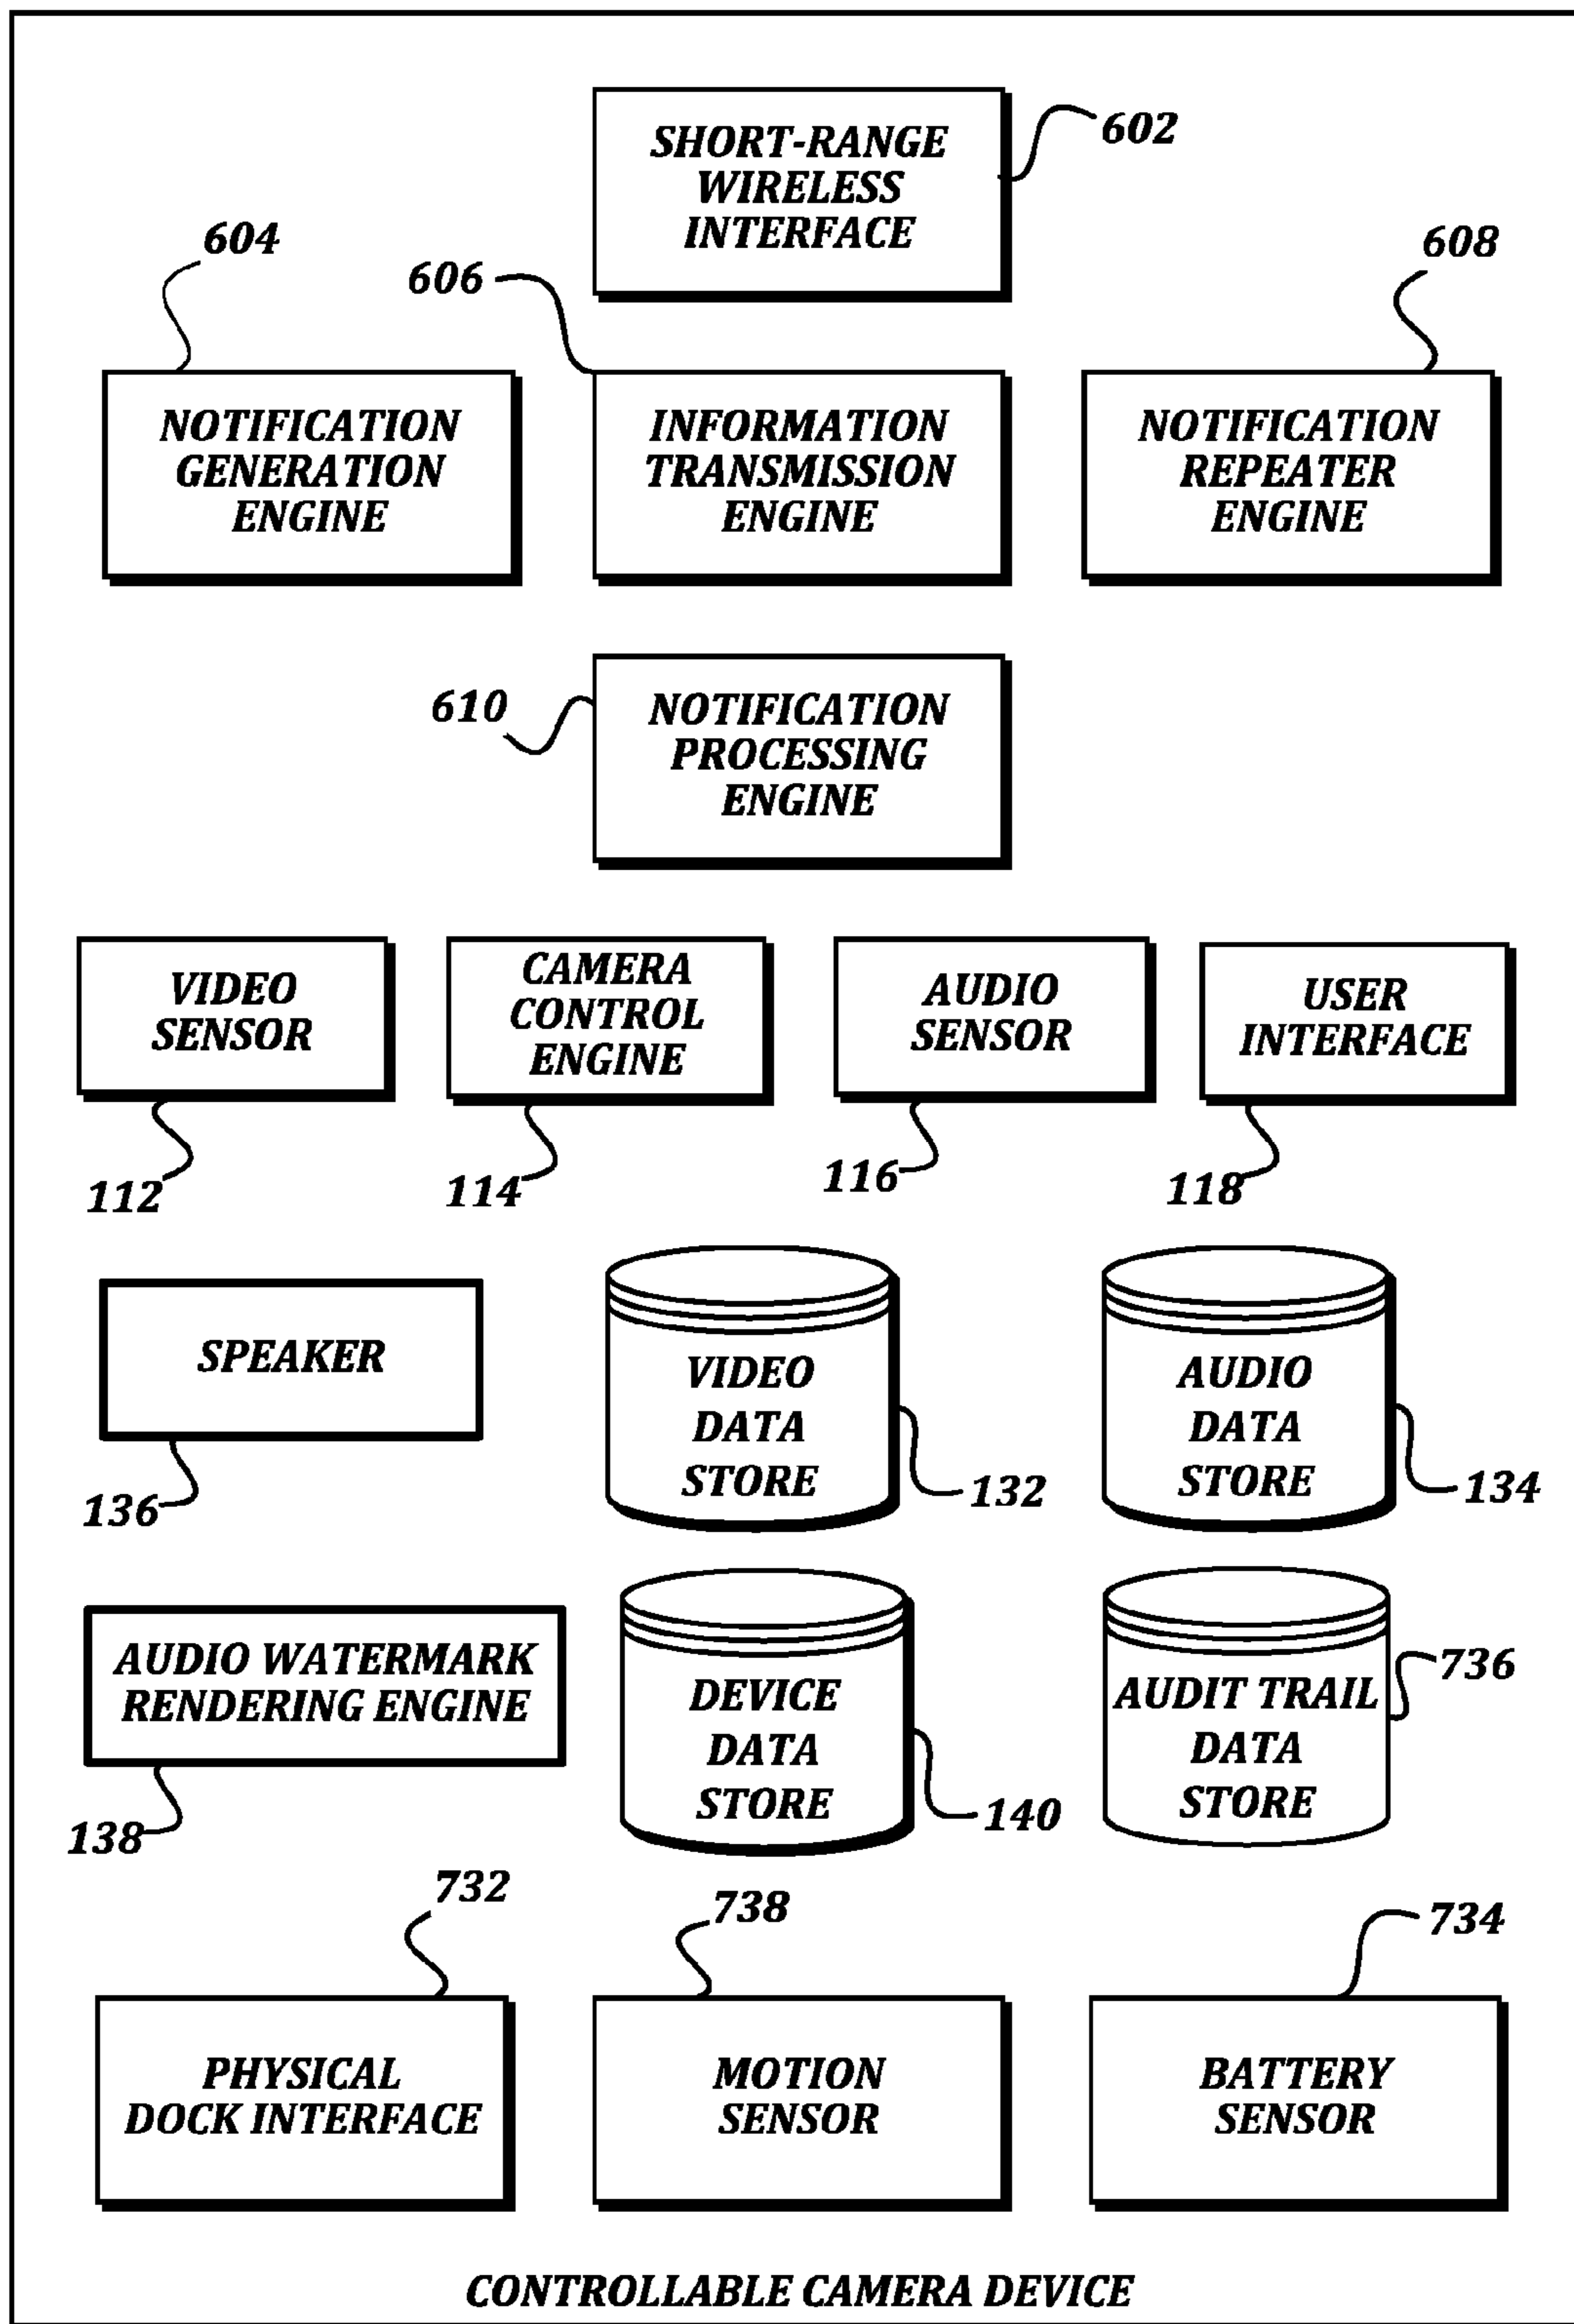 SHORT-RANGE
WIRELESS
INTERFACE
602
604
606
608
NOTIFICATION
GENERATION
ENGINE
INFORMATION
TRANSMISSION
ENGINE
NOTIFICATION
REPEATER
ENGINE
610
NOTIFICATION
PROCESSING
ENGINE
VIDEO
SENSOR
CAMERA
CONTROL
ENGINE
AUDIO
SENSOR
USER
INTERFACE
112
114
116
118
SPEAKER
136
VIDEO
DATA
STORE
132
AUDIO
DATA
STORE
134
AUDIO WATERMARK
RENDERING ENGINE
138
DEVICE
DATA
STORE
140
AUDIT TRAIL
DATA
STORE
736
732
738
734
PHYSICAL
DOCK INTERFACE
MOTION
SENSOR
BATTERY
SENSOR
CONTROLLABLE CAMERA DEVICE